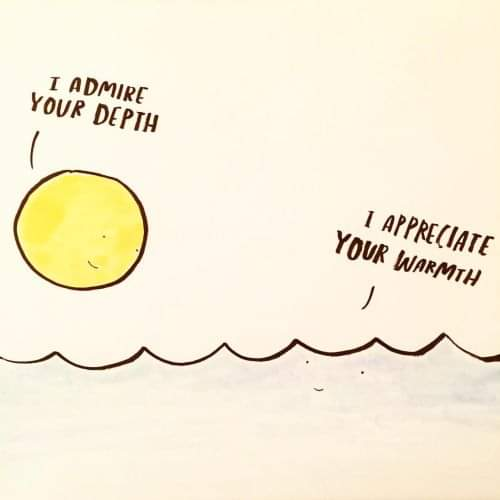 I ADMIRE
YOUR DEPTH
I APPRECIATE
YOUR WARMTH